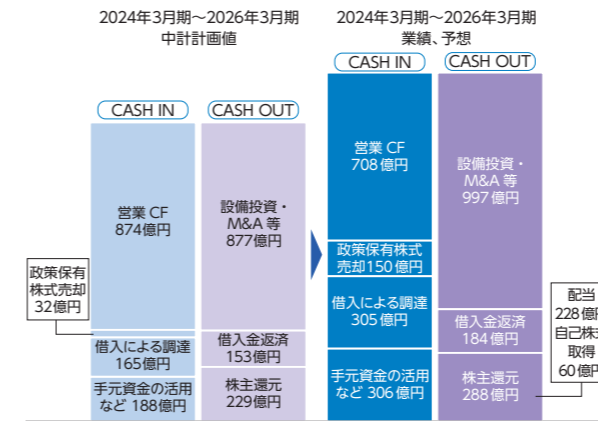 2024年3月期～2026年3月期
中計計画値
CASH IN
CASH OUT
営業 CF
874億円
政策保有
株式売却
32億円
借入による調達
165億円
手元資金の活用
など 188億円
設備投資・
M&A 等
877億円
借入金返済
153億円
株主還元
229億円
2024年3月期～2026年3月期
業績、予想
CASH IN
CASH OUT
営業 CF
708億円
政策保有株式
売却150億円
借入による調達
305億円
手元資金の活用
など 306億円
設備投資・
M&A 等
997億円
借入金返済
184億円
株主還元
288億円
配当
228億円
自己株式
取得
60億円